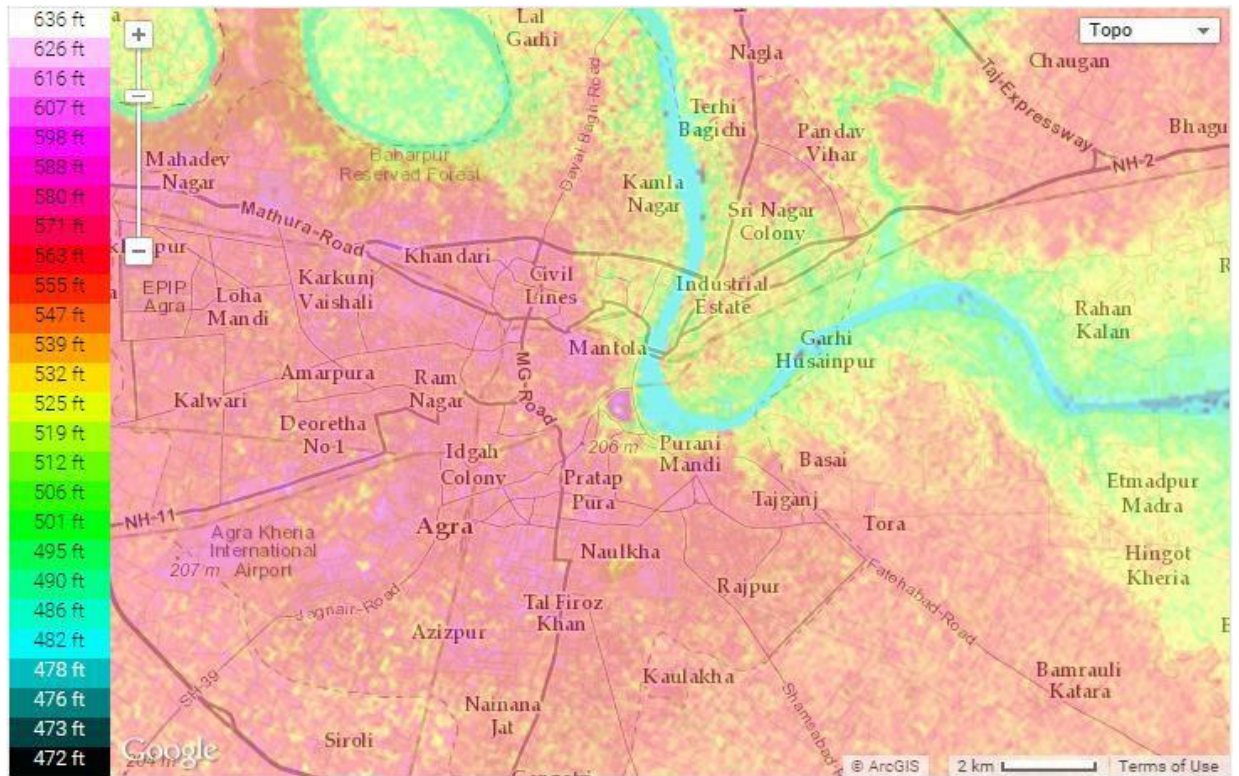 636 ft
626 ft
616 ft
607 ft
598 ft
588 ft
580 ft
571 ft
563 ft
555 ft
547 ft
539 ft
532 ft
525 ft
519 ft
512 ft
506 ft
501 ft
495 ft
490 ft
486 ft
482 ft
478 ft
476 ft
473 ft
472 ft
+
−
Topo
Lal
Garhi
Nagla
Chaugan
Taj-Expressway
Terhi
Bagichi
Pandav
Vihar
Bhagu
NH-2
Mahadev
Nagar
Babarpur
Reserved Forest
Dayal Bagh-Road
Kamla
Nagar
Sri Nagar
Colony
Mathura-Road
Khandari
Civil
Lines
Industrial
Estate
EPIP
Agra
Loha
Mandi
Karkunj
Vaishali
Rahan
Kalan
Mantola
Garhi
Husainpur
MG-Road
Amarpura
Ram
Nagar
Kalwari
Deoretha
No-1
206 m
Idgah
Colony
Pratap
Pura
Purani
Mandi
Basai
Tajganj
Etmadpur
Madra
NH-11
Agra
Tora
Agra Kheria
International
Airport
207 m
Naulkha
Hingot
Kheria
Rajpur
Fatehabad-Road
Jagnair-Road
Tal Firoz
Khan
Azizpur
SH-39
Kaulakha
Bamrauli
Katara
Nainana
Jat
Siroli
Google
204 m
© ArcGIS
2 km
Terms of Use